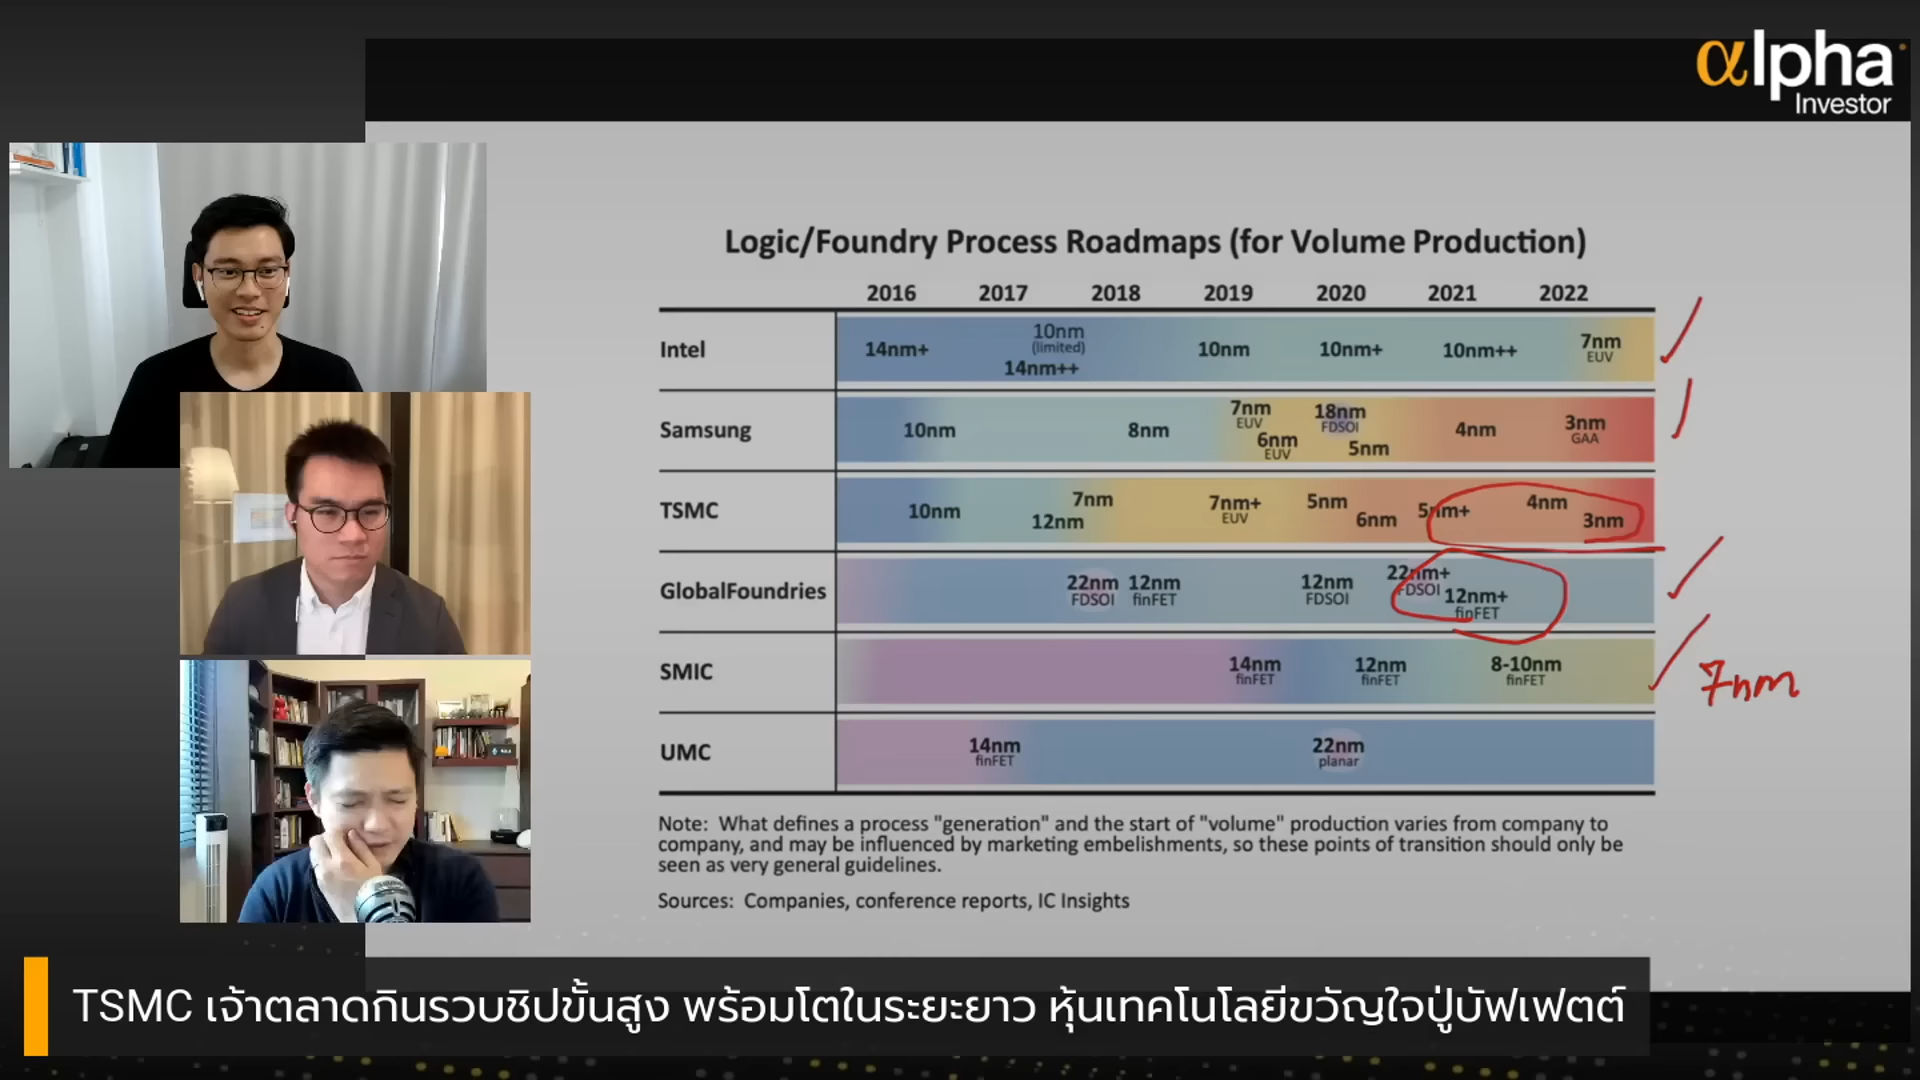 αlpha
Investor
Logic/Foundry Process Roadmaps (for Volume Production)
2016 2017 2018 2019 2020 2021 2022
Intel 14nm+ 10nm (limited) 14nm++ 10nm 10nm+ 10nm++ 7nm EUV
Samsung 10nm 8nm 7nm EUV 6nm EUV 18nm FDSOI 5nm 4nm 3nm GAA
TSMC 10nm 7nm 12nm 7nm+ EUV 5nm 6nm 5nm+ 4nm 3nm
GlobalFoundries 22nm FDSOI 12nm finFET 12nm FDSOI 22nm+ FDSOI 12nm+ finFET
SMIC 14nm finFET 12nm finFET 8-10nm finFET 7nm
UMC 14nm finFET 22nm planar
Note: What defines a process "generation" and the start of "volume" production varies from company to
company, and may be influenced by marketing embelishments, so these points of transition should only be
seen as very general guidelines.
Sources: Companies, conference reports, IC Insights
TSMC เจ้าตลาดกินรวบชิปขั้นสูง พร้อมโตในระยะยาว หุ้นเทคโนโลยีขวัญใจปู่บัฟเฟตต์